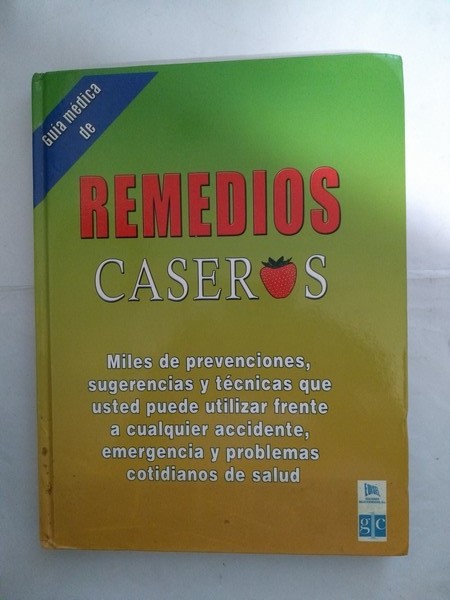 Guía médica
de
REMEDIOS
CASEROS
Miles de prevenciones,
sugerencias y técnicas que
usted puede utilizar frente
a cualquier accidente,
emergencia y problemas
cotidianos de salud
g c